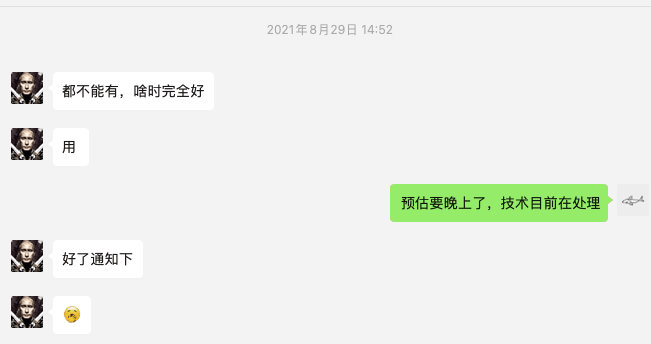 2021年8月29日 14:52
都不能有，啥时完全好
用
预估要晚上了，技术目前在处理
好了通知下